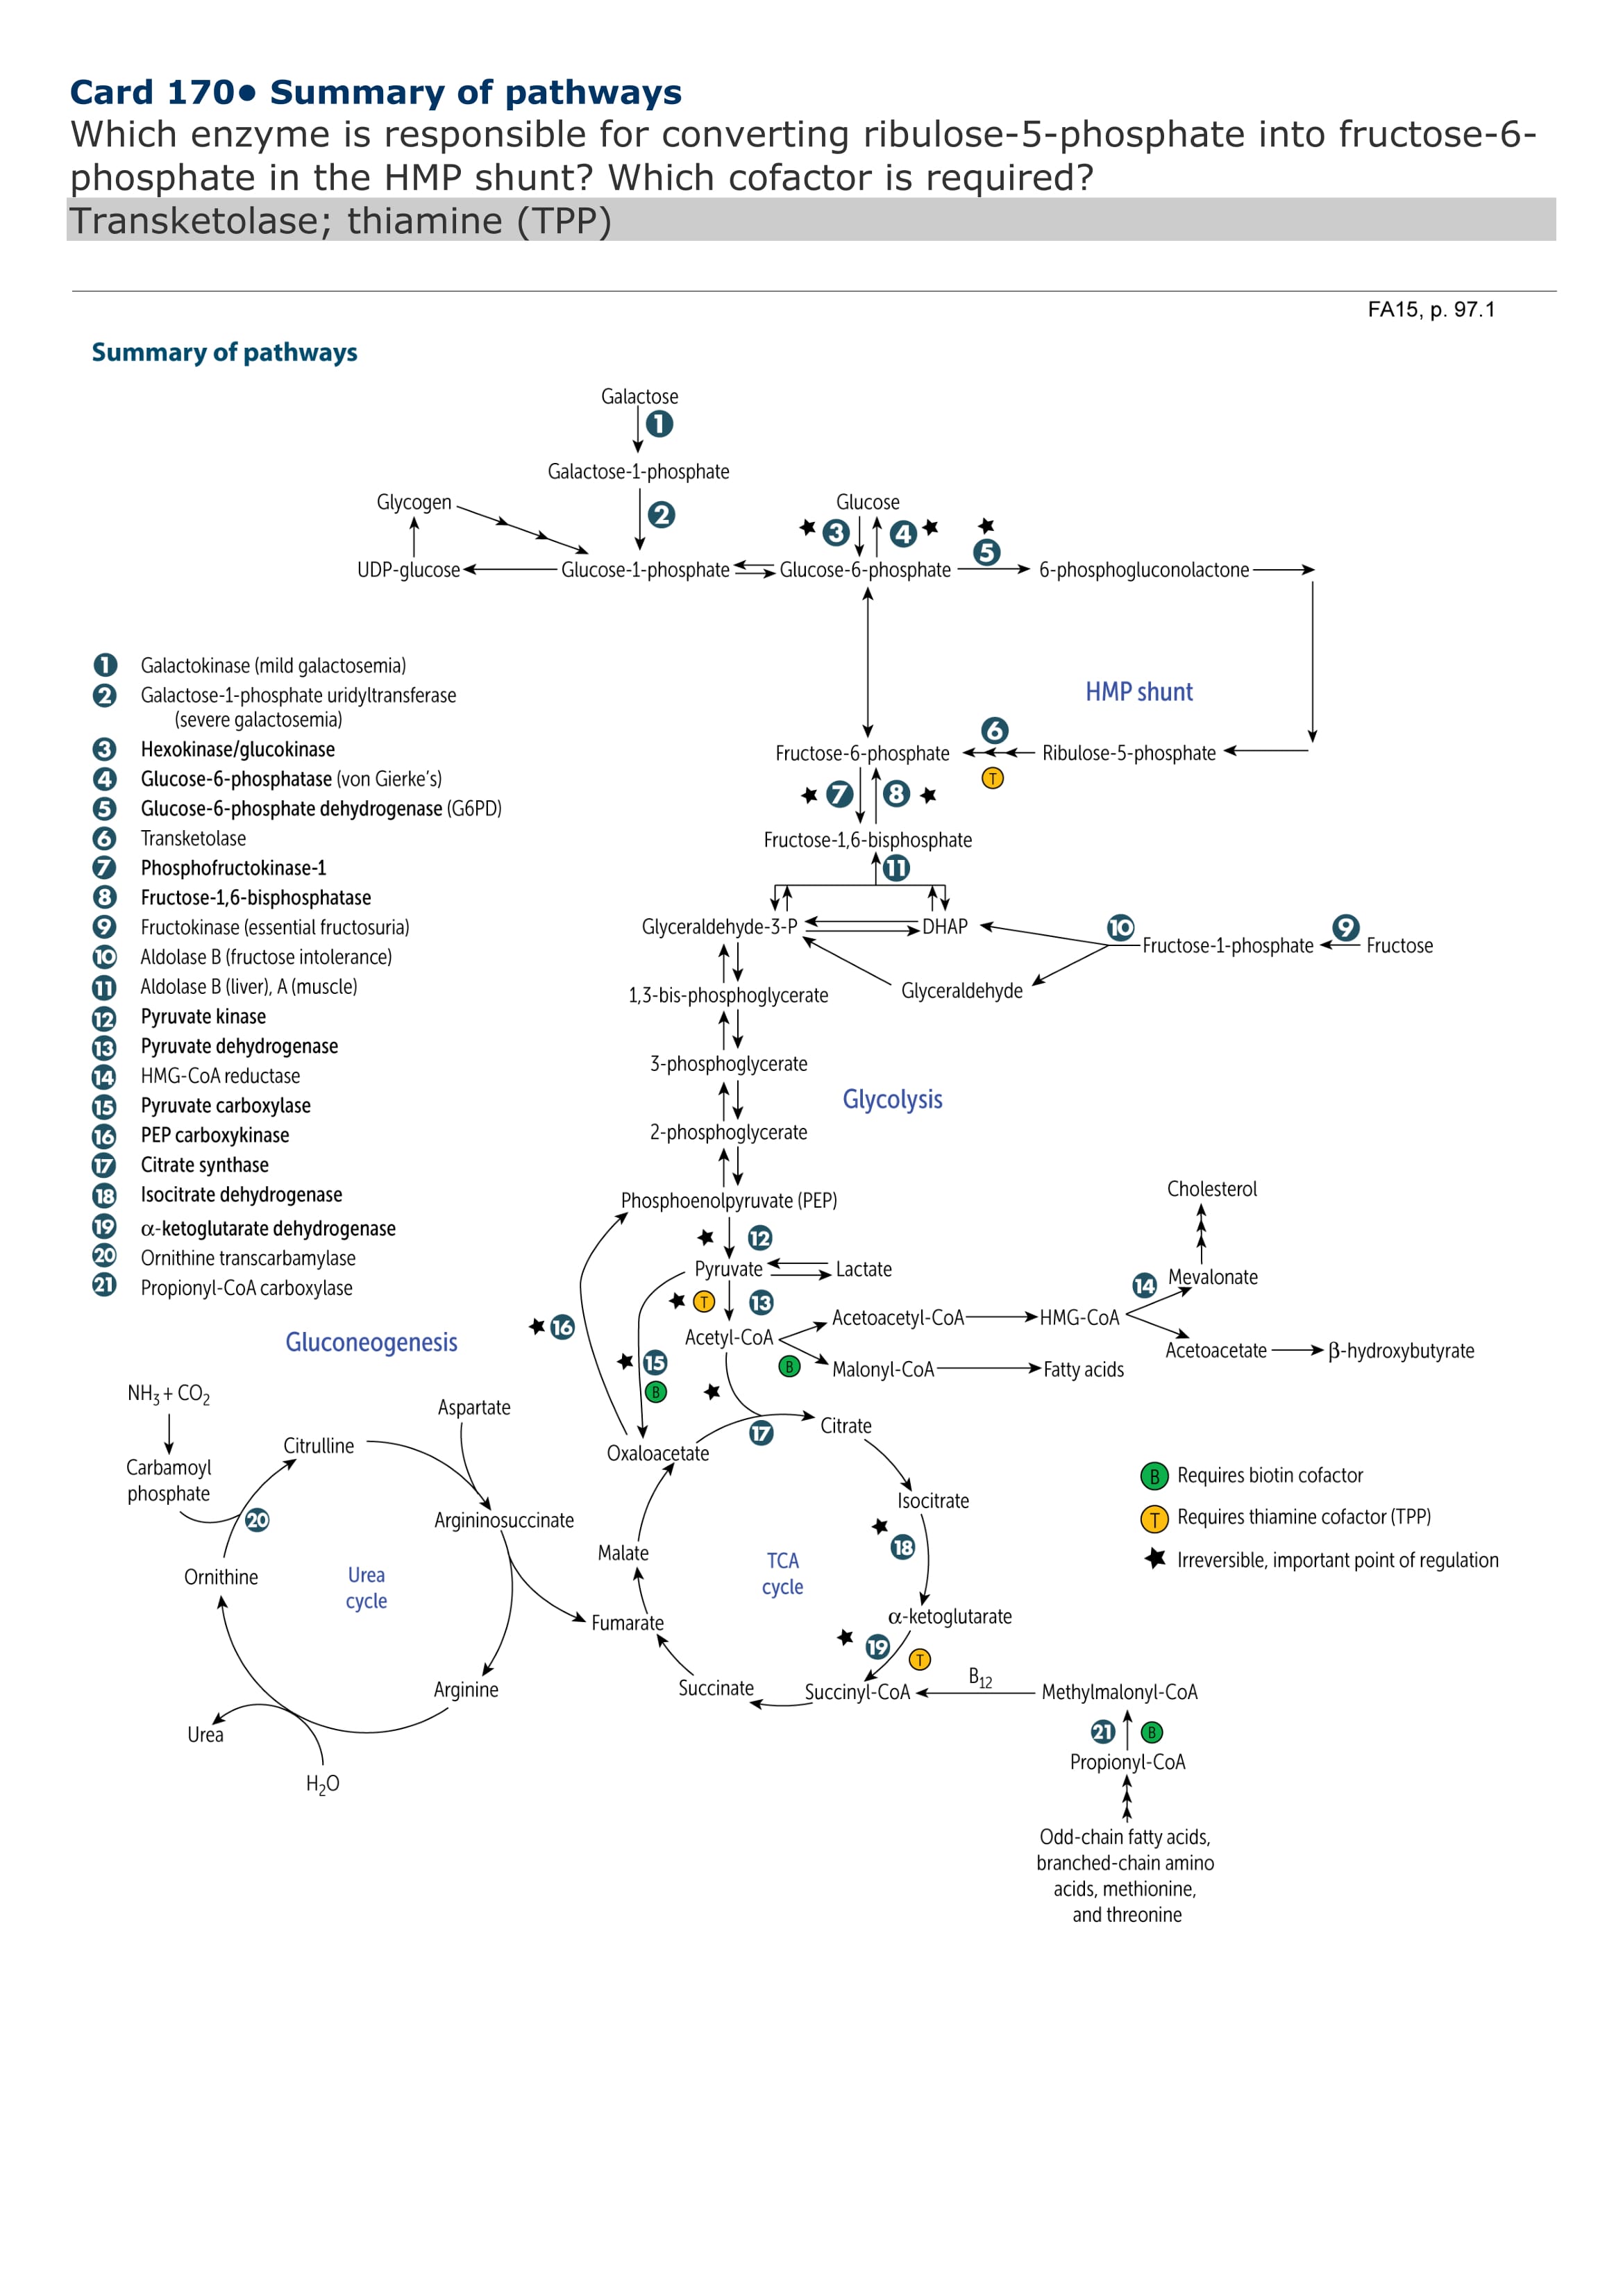 Card 170• Summary of pathways
Which enzyme is responsible for converting ribulose-5-phosphate into fructose-6-
phosphate in the HMP shunt? Which cofactor is required?
Transketolase; thiamine (TPP)
FA15, p. 97.1
Summary of pathways
Galactose
1
Galactose-1-phosphate
Glycogen
2
Glucose
3
4
5
UDP-glucose
Glucose-1-phosphate
Glucose-6-phosphate
6-phosphogluconolactone
1 Galactokinase (mild galactosemia)
2 Galactose-1-phosphate uridyltransferase
(severe galactosemia)
3 Hexokinase/glucokinase
4 Glucose-6-phosphatase (von Gierke’s)
5 Glucose-6-phosphate dehydrogenase (G6PD)
6 Transketolase
7 Phosphofructokinase-1
8 Fructose-1,6-bisphosphatase
9 Fructokinase (essential fructosuria)
10 Aldolase B (fructose intolerance)
11 Aldolase B (liver), A (muscle)
12 Pyruvate kinase
13 Pyruvate dehydrogenase
14 HMG-CoA reductase
15 Pyruvate carboxylase
16 PEP carboxykinase
17 Citrate synthase
18 Isocitrate dehydrogenase
19 α-ketoglutarate dehydrogenase
20 Ornithine transcarbamylase
21 Propionyl-CoA carboxylase
HMP shunt
6
Fructose-6-phosphate
Ribulose-5-phosphate
T
7
8
Fructose-1,6-bisphosphate
11
Glyceraldehyde-3-P
DHAP
10
Fructose-1-phosphate
9
Fructose
Glyceraldehyde
1,3-bis-phosphoglycerate
3-phosphoglycerate
Glycolysis
2-phosphoglycerate
Phosphoenolpyruvate (PEP)
12
Pyruvate
Lactate
T
13
Cholesterol
Mevalonate
14
Acetyl-CoA
Acetoacetyl-CoA
HMG-CoA
Acetoacetate
β-hydroxybutyrate
B
Malonyl-CoA
Fatty acids
16
15
B
Gluconeogenesis
NH3 + CO2
Aspartate
Citrulline
Carbamoyl
phosphate
20
Argininosuccinate
Ornithine
Urea
cycle
Fumarate
Arginine
Urea
H2O
Oxaloacetate
17
Citrate
Isocitrate
18
Malate
TCA
cycle
α-ketoglutarate
19
T
Succinate
Succinyl-CoA
B12
Methylmalonyl-CoA
21
B
Propionyl-CoA
Odd-chain fatty acids,
branched-chain amino
acids, methionine,
and threonine
B Requires biotin cofactor
T Requires thiamine cofactor (TPP)
Irreversible, important point of regulation